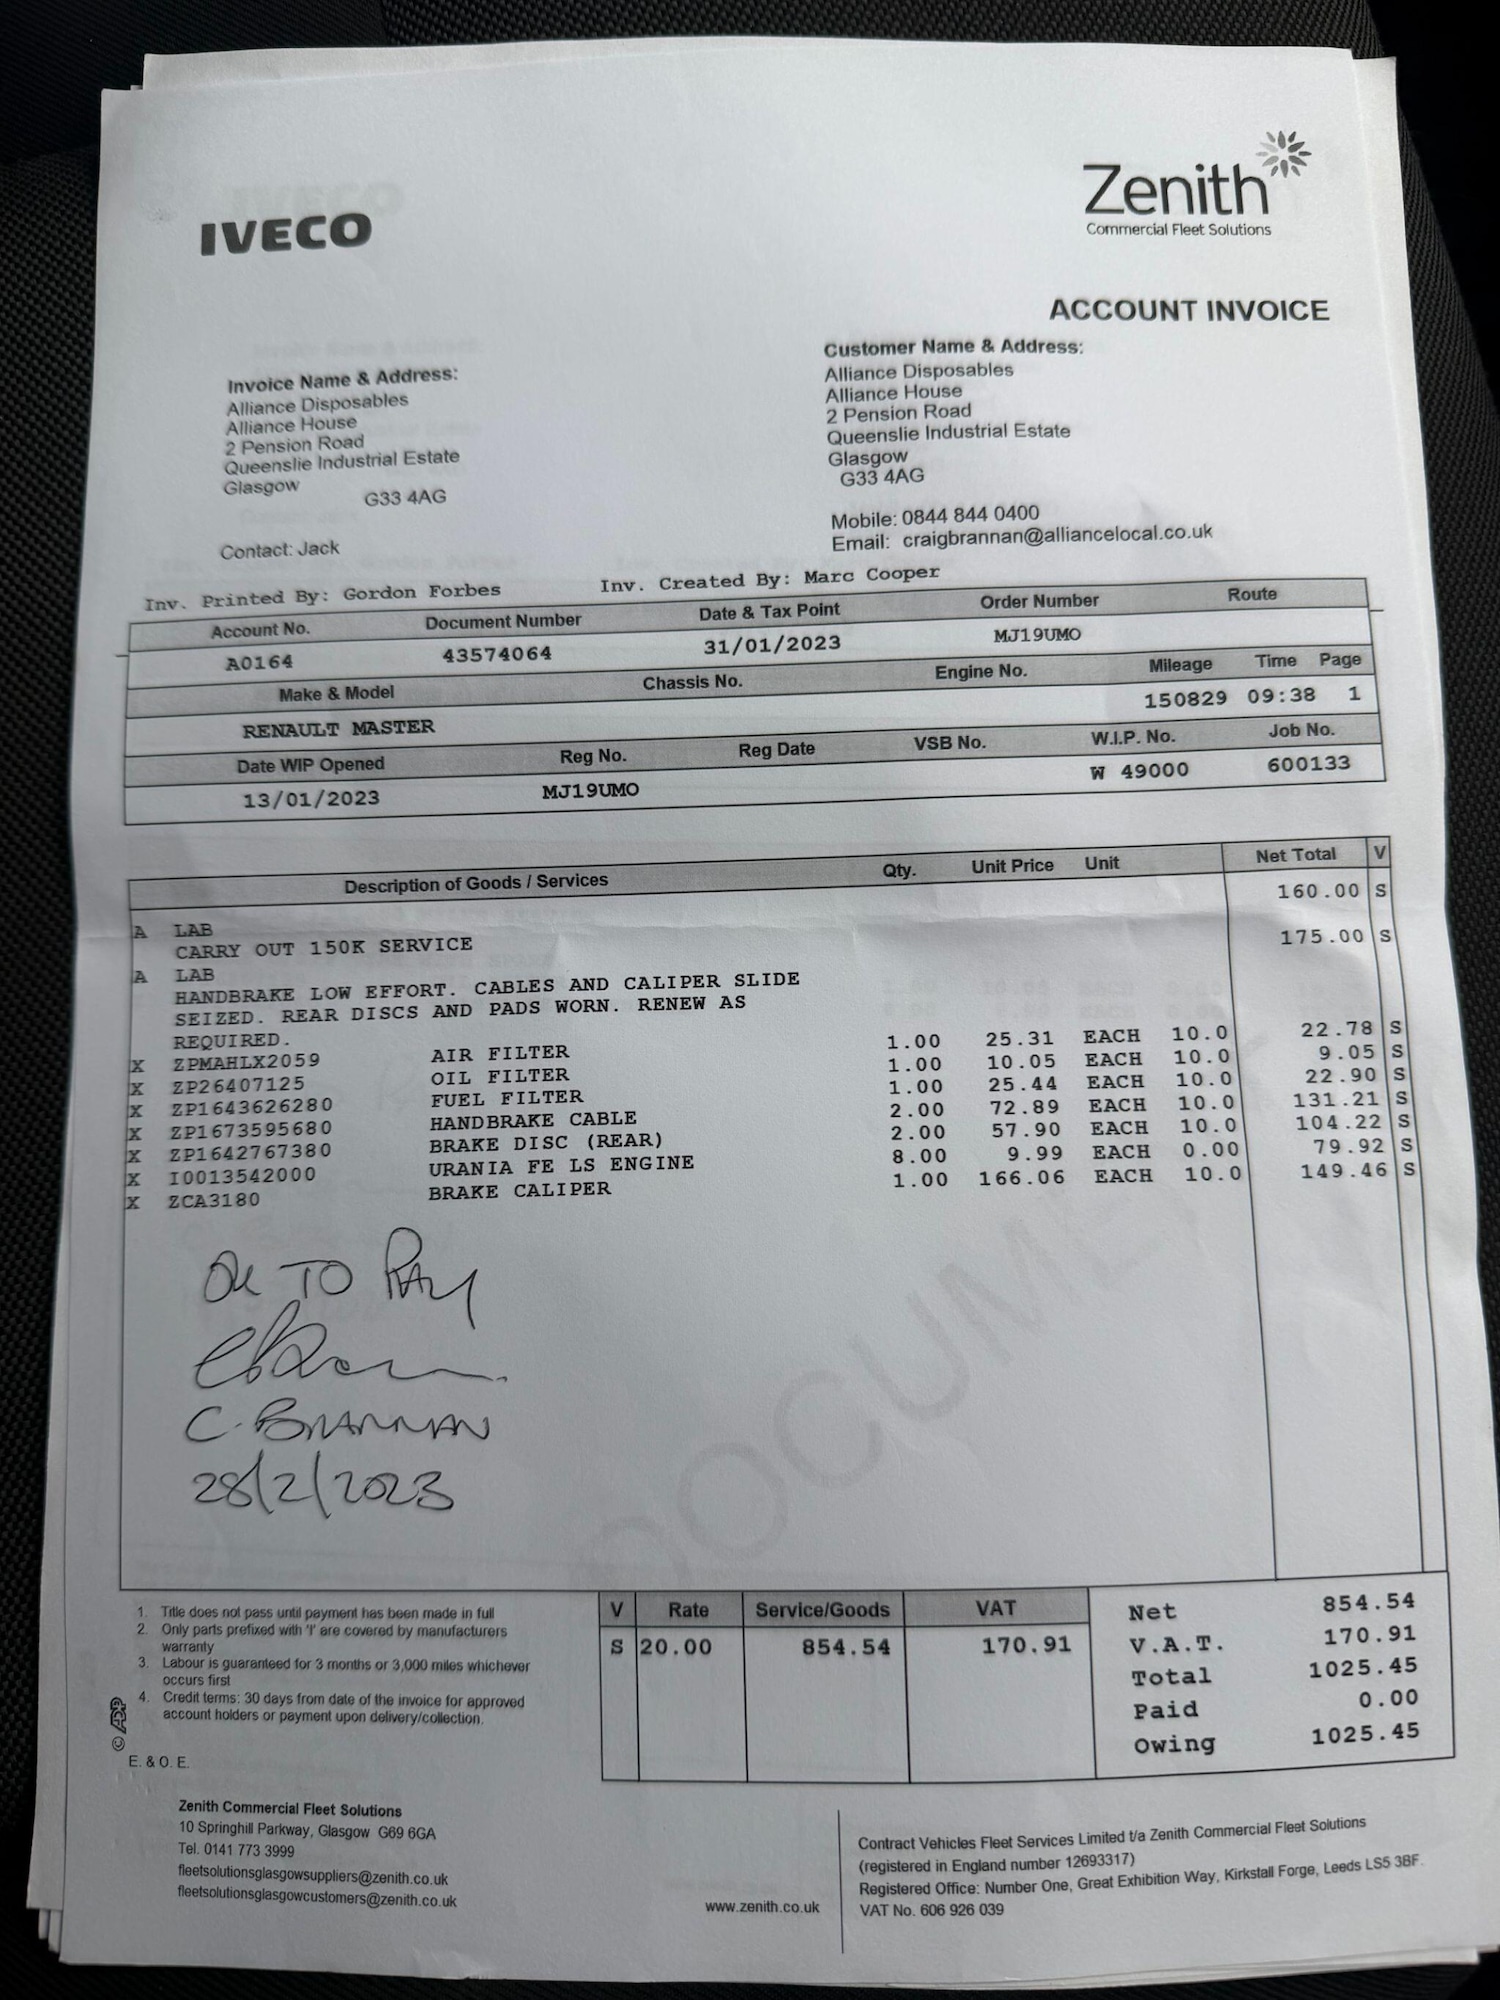 IVECO
Zenith
Commercial Fleet Solutions
ACCOUNT INVOICE
Invoice Name & Address:
Alliance Disposables
Alliance House
2 Pension Road
Queenslie Industrial Estate
Glasgow
G33 4AG
Contact: Jack
Customer Name & Address:
Alliance Disposables
Alliance House
2 Pension Road
Queenslie Industrial Estate
Glasgow
G33 4AG
Mobile: 0844 844 0400
Email: craigbrannan@alliancelocal.co.uk
Inv. Printed By: Gordon Forbes Inv. Created By: Marc Cooper
Account No. Document Number Date & Tax Point Order Number Route
A0164 43574064 31/01/2023 MJ19UMO
Make & Model Chassis No. Engine No. Mileage Time Page
RENAULT MASTER 150829 09:38 1
Date WIP Opened Reg No. Reg Date VSB No. W.I.P. No. Job No.
13/01/2023 MJ19UMO W 49000 600133
Description of Goods / Services Qty. Unit Price Unit Net Total V
A LAB 160.00 S
CARRY OUT 150K SERVICE
A LAB 175.00 S
HANDBRAKE LOW EFFORT. CABLES AND CALIPER SLIDE
SEIZED. REAR DISCS AND PADS WORN. RENEW AS
REQUIRED.
X ZPMAHLX2059 AIR FILTER 1.00 25.31 EACH 10.0 22.78 S
X ZP26407125 OIL FILTER 1.00 10.05 EACH 10.0 9.05 S
X ZP1643626280 FUEL FILTER 1.00 25.44 EACH 10.0 22.90 S
X ZP1673595680 HANDBRAKE CABLE 2.00 72.89 EACH 10.0 131.21 S
X ZP1642767380 BRAKE DISC (REAR) 2.00 57.90 EACH 10.0 104.22 S
X I0013542000 URANIA FE LS ENGINE 8.00 9.99 EACH 0.00 79.92 S
X ZCA3180 BRAKE CALIPER 1.00 166.06 EACH 10.0 149.46 S
OK TO PAY
C. BRANNAN
28/2/2023
1. Title does not pass until payment has been made in full
2. Only parts prefixed with 'I' are covered by manufacturers
warranty
3. Labour is guaranteed for 3 months or 3,000 miles whichever
occurs first
4. Credit terms: 30 days from date of the invoice for approved
account holders or payment upon delivery/collection.
© ADP
E. & O. E.
V Rate Service/Goods VAT
S 20.00 854.54 170.91
Net 854.54
V.A.T. 170.91
Total 1025.45
Paid 0.00
Owing 1025.45
Zenith Commercial Fleet Solutions
10 Springhill Parkway, Glasgow G69 6GA
Tel. 0141 773 3999
fleetsolutionsglasgowsuppliers@zenith.co.uk
fleetsolutionsglasgowcustomers@zenith.co.uk
www.zenith.co.uk
Contract Vehicles Fleet Services Limited t/a Zenith Commercial Fleet Solutions
(registered in England number 12693317)
Registered Office: Number One, Great Exhibition Way, Kirkstall Forge, Leeds LS5 3BF.
VAT No. 606 926 039